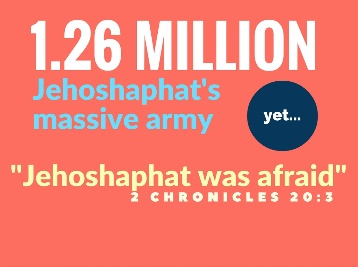 1.26 MILLION
Jehoshaphat's
massive army
yet...
"Jehoshaphat was afraid"
2 CHRONICLES 20:3